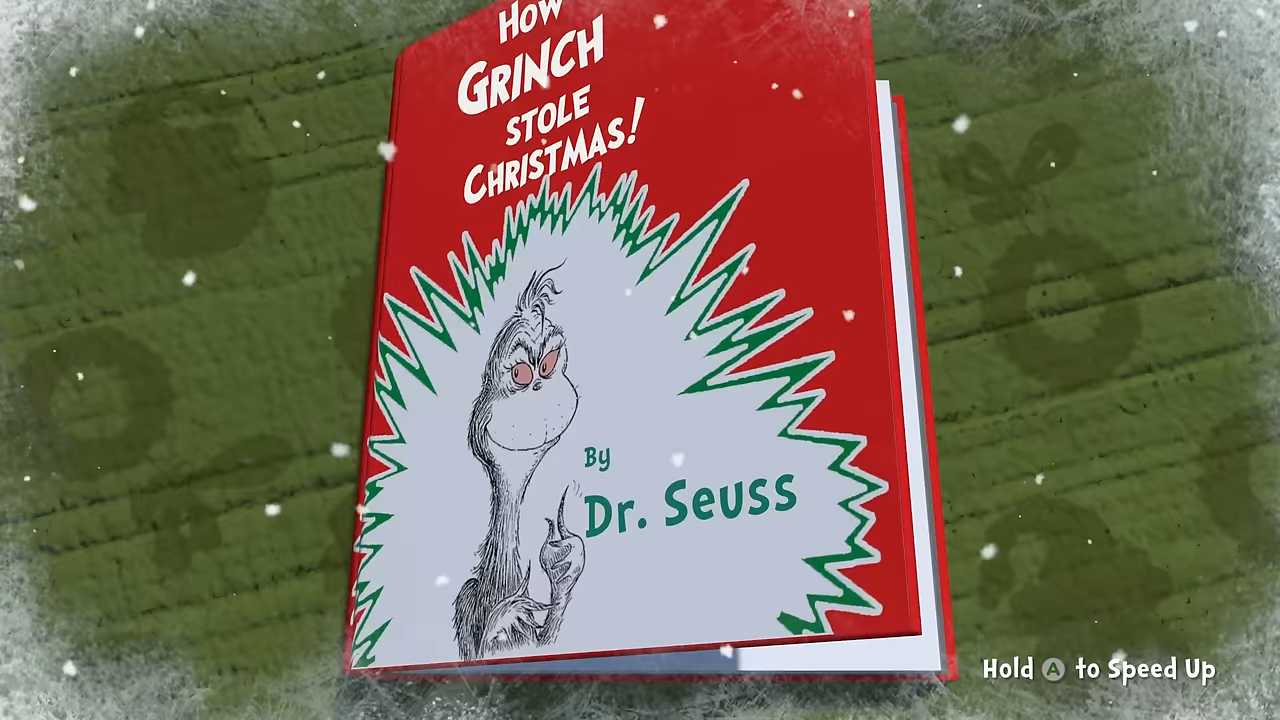 How
GRINCH
STOLE
CHRISTMAS!
By
Dr. Seuss
Hold A to Speed Up